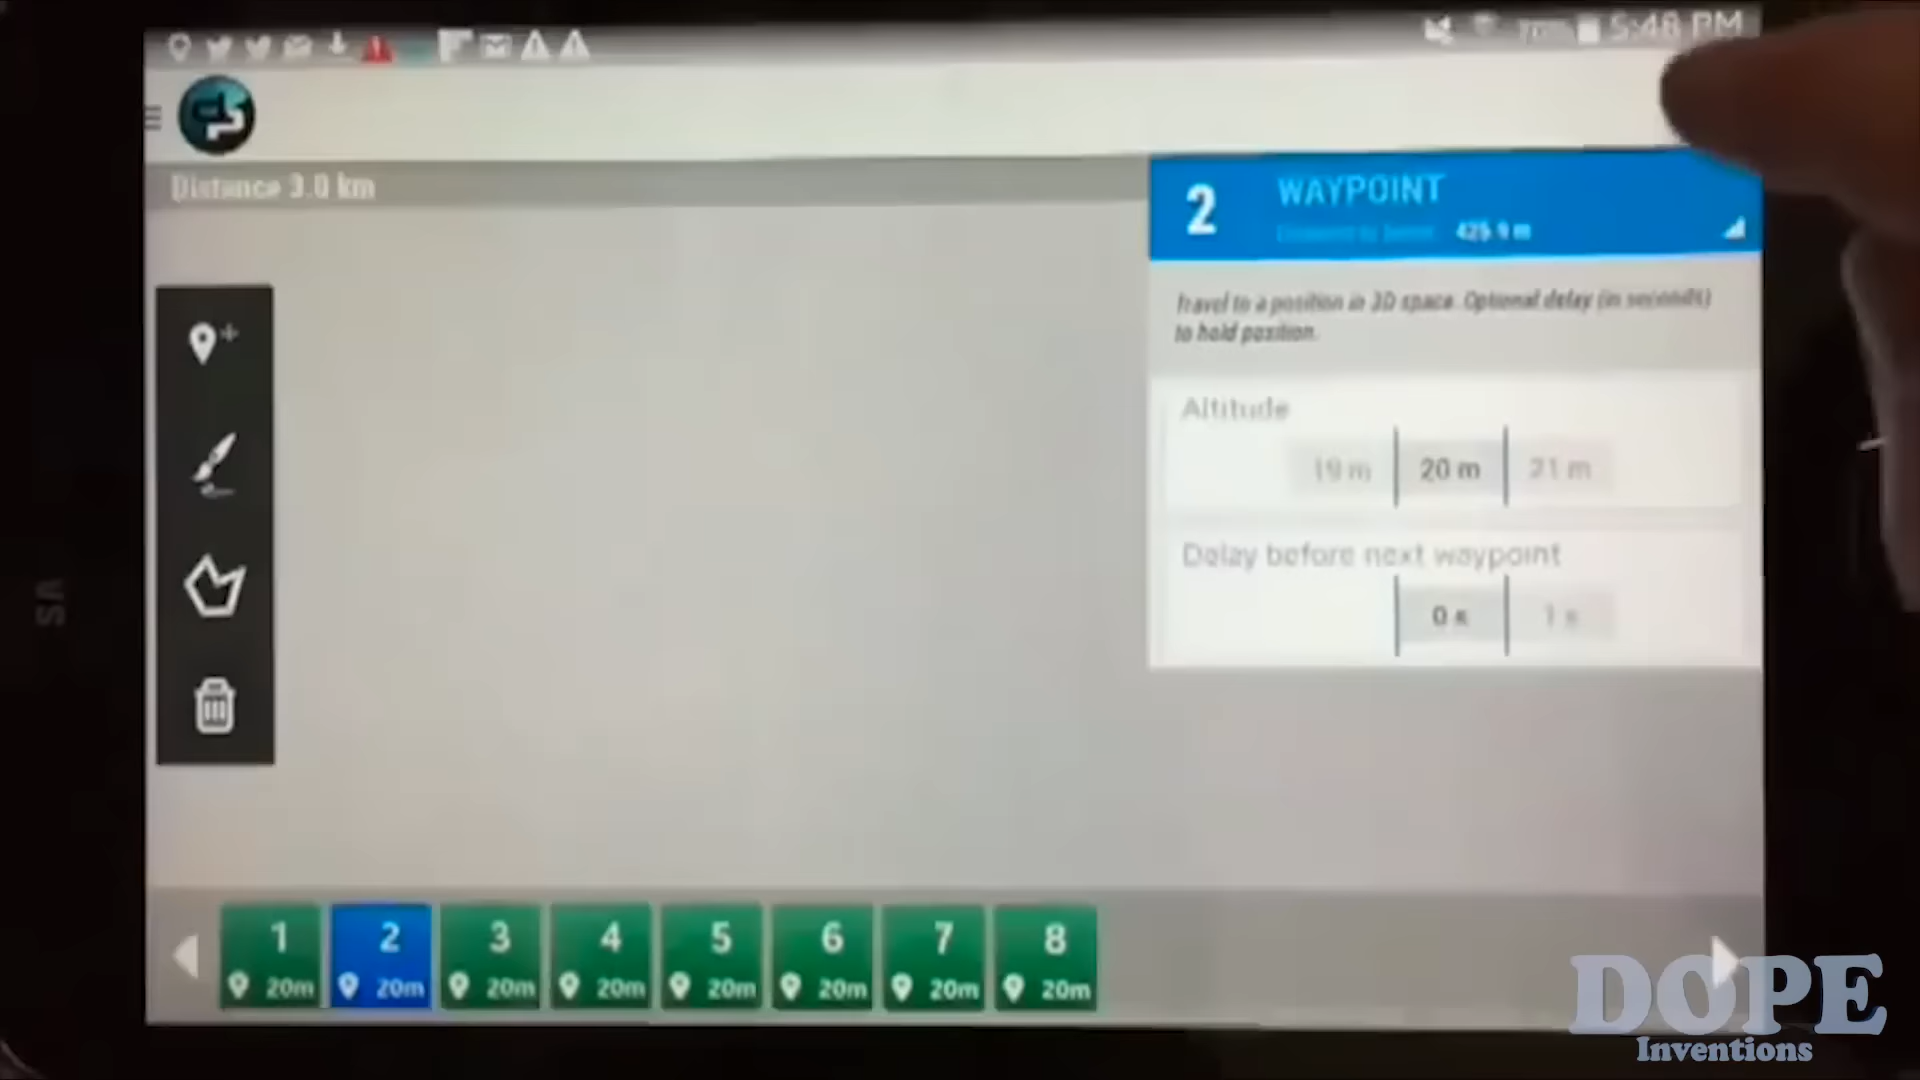 70% 5:48 PM
Distance 3.0 km
2 WAYPOINT
425.9 m
Travel to a position in 3D space. Optional delay (in seconds)
to hold position.
Altitude
19 m 20 m 21 m
Delay before next waypoint
0 s 1 s
1 2 3 4 5 6 7 8
20m 20m 20m 20m 20m 20m 20m 20m
DOPE
Inventions